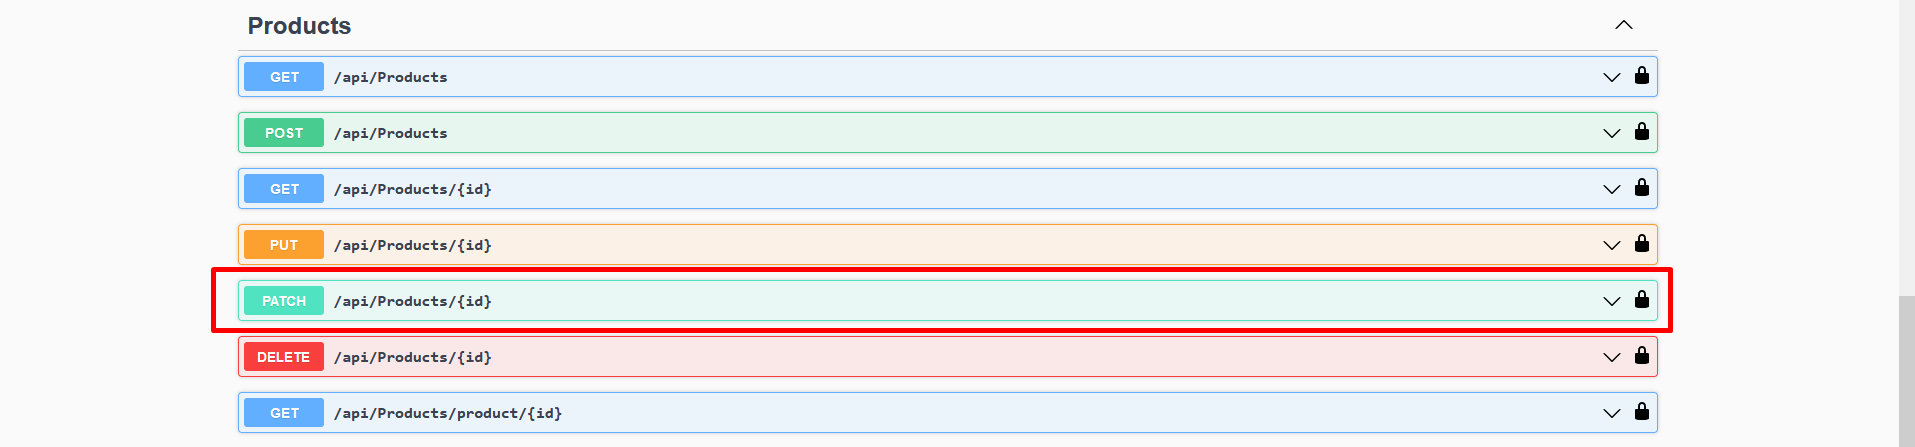 Products
GET /api/Products
POST /api/Products
GET /api/Products/{id}
PUT /api/Products/{id}
PATCH /api/Products/{id}
DELETE /api/Products/{id}
GET /api/Products/product/{id}